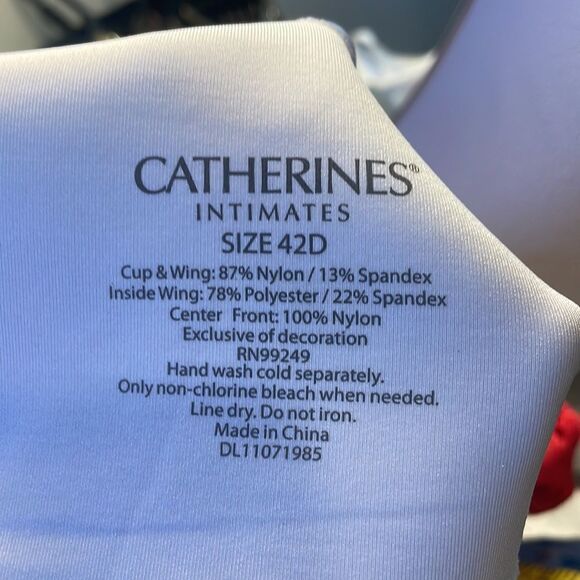 CATHERINES®
INTIMATES
SIZE 42D
Cup & Wing: 87% Nylon / 13% Spandex
Inside Wing: 78% Polyester / 22% Spandex
Center Front: 100% Nylon
Exclusive of decoration
RN99249
Hand wash cold separately.
Only non-chlorine bleach when needed.
Line dry. Do not iron.
Made in China
DL11071985